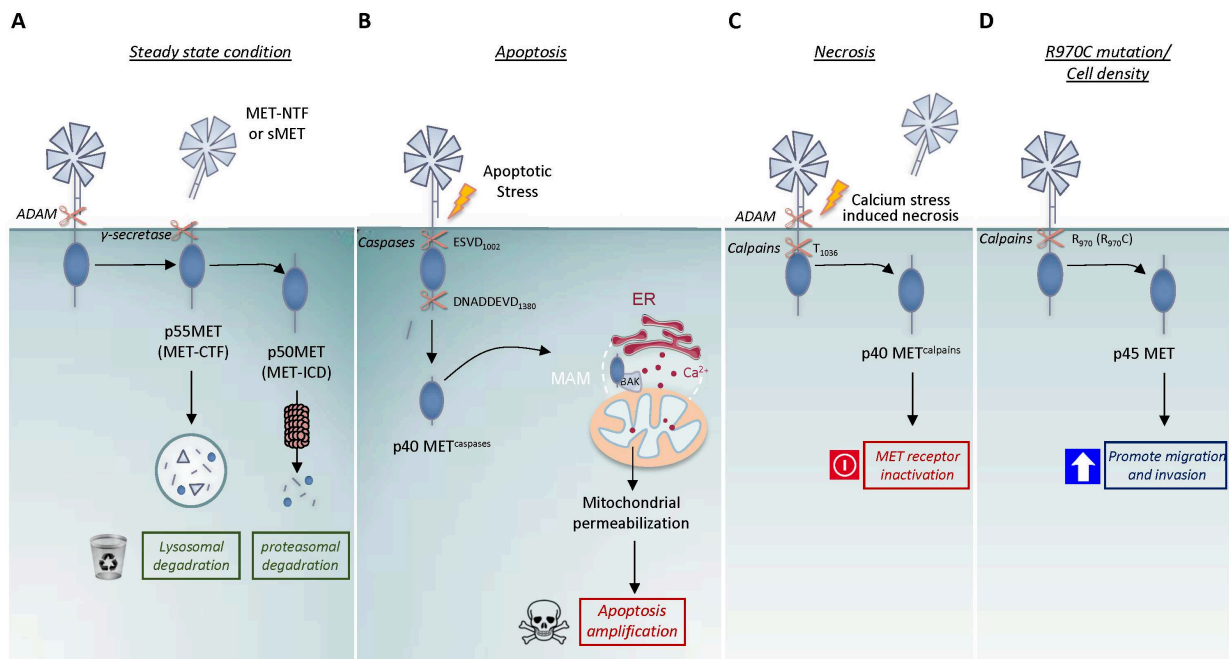 A
Steady state condition
MET-NTF
or sMET
ADAM
γ-secretase
p55MET
(MET-CTF)
p50MET
(MET-ICD)
Lysosomal
degadration
proteasomal
degadration
B
Apoptosis
Apoptotic
Stress
Caspases
ESVD1002
DNADDEVD1380
ER
MAM
BAK
Ca2+
p40 METcaspases
Mitochondrial
permeabilization
Apoptosis
amplification
C
Necrosis
Calcium stress
induced necrosis
ADAM
Calpains
T1036
p40 METcalpains
MET receptor
inactivation
D
R970C mutation/
Cell density
Calpains
R970 (R970C)
p45 MET
Promote migration
and invasion